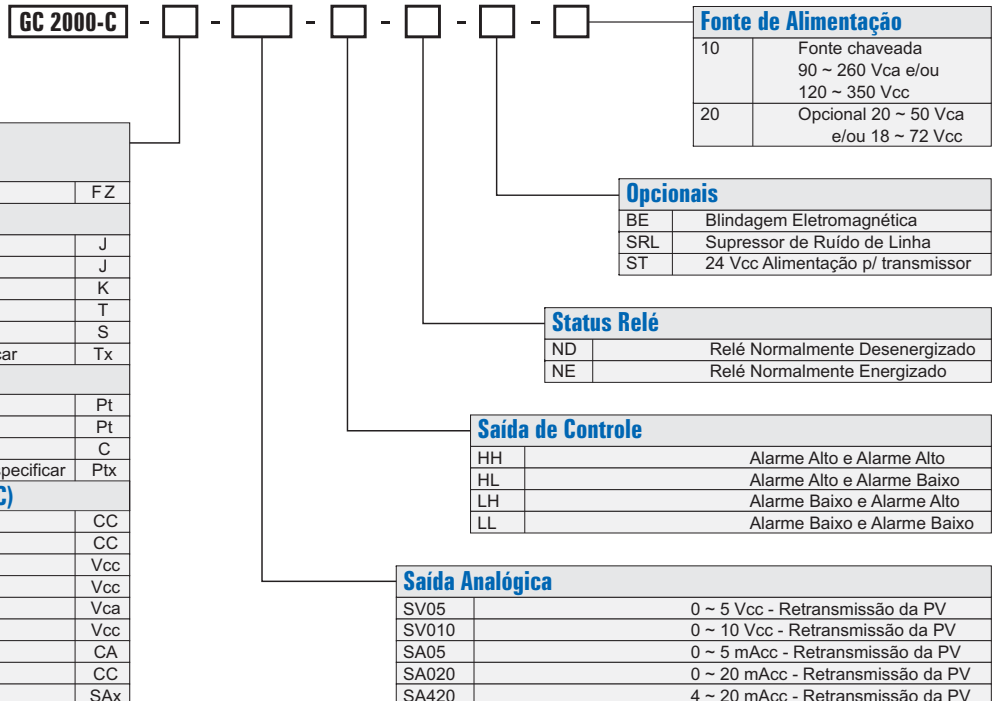 GC 2000-C - - - - - -
Fonte de Alimentação
10 Fonte chaveada
90 ~ 260 Vca e/ou
120 ~ 350 Vcc
20 Opcional 20 ~ 50 Vca
e/ou 18 ~ 72 Vcc
Opcionais
BE Blindagem Eletromagnética
SRL Supressor de Ruído de Linha
ST 24 Vcc Alimentação p/ transmissor
Status Relé
ND Relé Normalmente Desenergizado
NE Relé Normalmente Energizado
Saída de Controle
HH Alarme Alto e Alarme Alto
HL Alarme Alto e Alarme Baixo
LH Alarme Baixo e Alarme Alto
LL Alarme Baixo e Alarme Baixo
Saída Analógica
SV05 0 ~ 5 Vcc - Retransmissão da PV
SV010 0 ~ 10 Vcc - Retransmissão da PV
SA05 0 ~ 5 mAcc - Retransmissão da PV
SA020 0 ~ 20 mAcc - Retransmissão da PV
SA420 4 ~ 20 mAcc - Retransmissão da PV
FZ
J
J
K
T
S
car Tx
Pt
Pt
C
pecificar Ptx
C)
CC
CC
Vcc
Vcc
Vca
Vcc
CA
CC
SAx